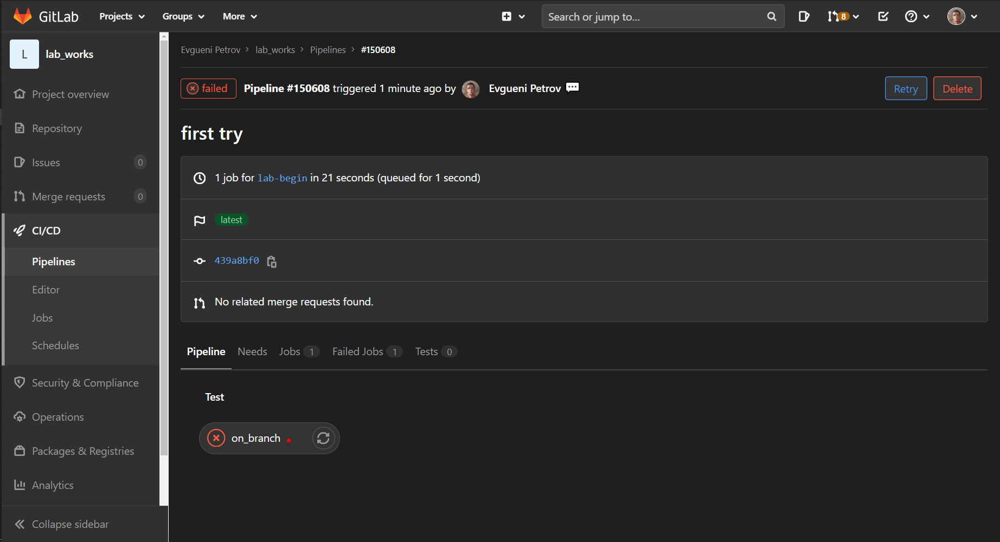 GitLab Projects Groups More Search or jump to... 8
L lab_works
Project overview
Repository
Issues 0
Merge requests 0
CI/CD
Pipelines
Editor
Jobs
Schedules
Security & Compliance
Operations
Packages & Registries
Analytics
Collapse sidebar
Evgueni Petrov > lab_works > Pipelines > #150608
failed Pipeline #150608 triggered 1 minute ago by Evgueni Petrov Retry Delete
first try
1 job for lab-begin in 21 seconds (queued for 1 second)
latest
439a8bf0
No related merge requests found.
Pipeline Needs Jobs 1 Failed Jobs 1 Tests 0
Test
on_branch